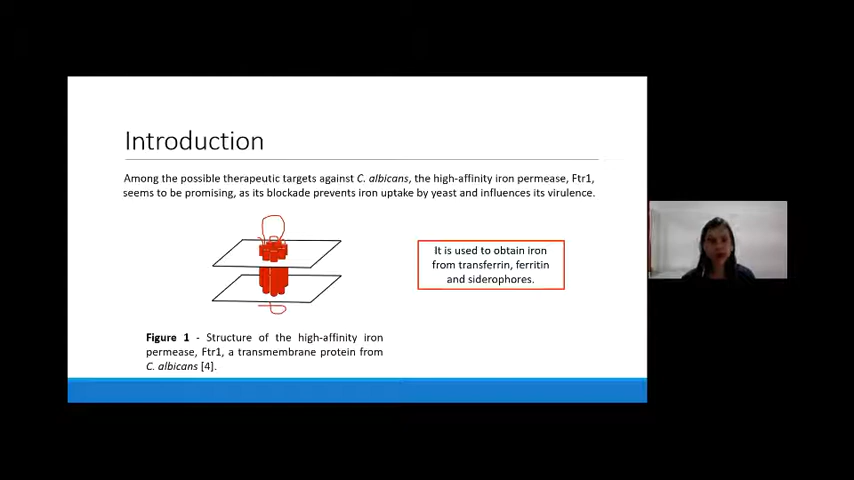 Introduction
Among the possible therapeutic targets against C. albicans, the high-affinity iron permease, Ftr1,
seems to be promising, as its blockade prevents iron uptake by yeast and influences its virulence.
It is used to obtain iron
from transferrin, ferritin
and siderophores.
Figure 1 - Structure of the high-affinity iron
permease, Ftr1, a transmembrane protein from
C. albicans [4].